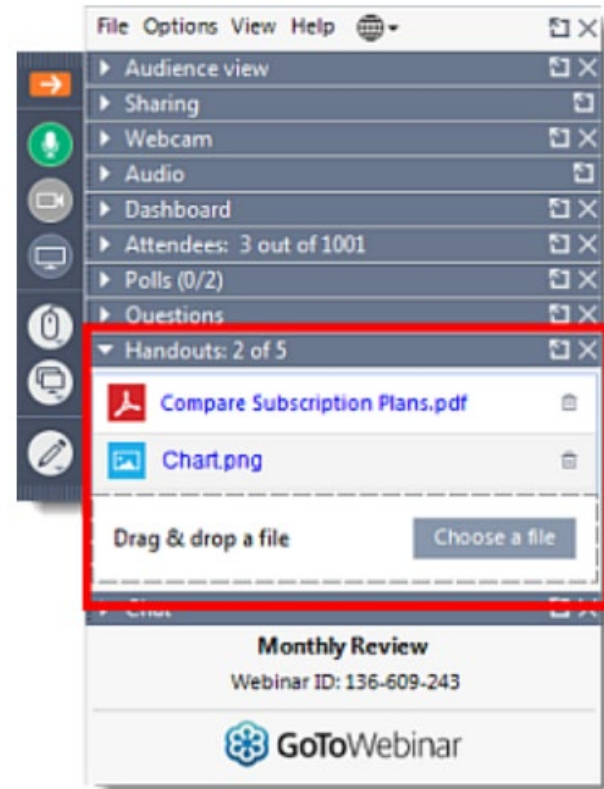 File Options View Help
Audience view
Sharing
Webcam
Audio
Dashboard
Attendees: 3 out of 1001
Polls (0/2)
Questions
Handouts: 2 of 5
Compare Subscription Plans.pdf
Chart.png
Drag & drop a file Choose a file
Chat
Monthly Review
Webinar ID: 136-609-243
GoToWebinar